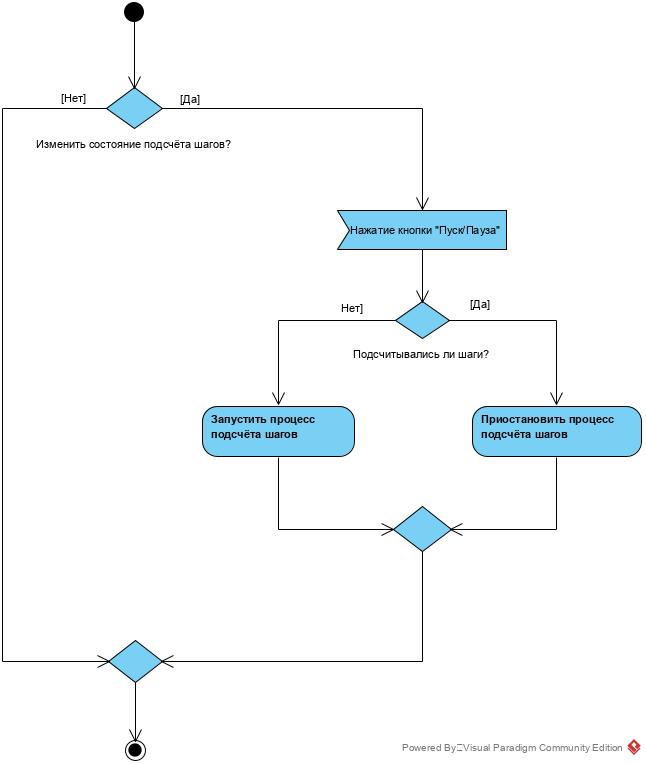 [Нет]
[Да]
Изменить состояние подсчёта шагов?
Нажатие кнопки "Пуск/Пауза"
Нет]
[Да]
Подсчитывались ли шаги?
Запустить процесс
подсчёта шагов
Приостановить процесс
подсчёта шагов
Powered By Visual Paradigm Community Edition